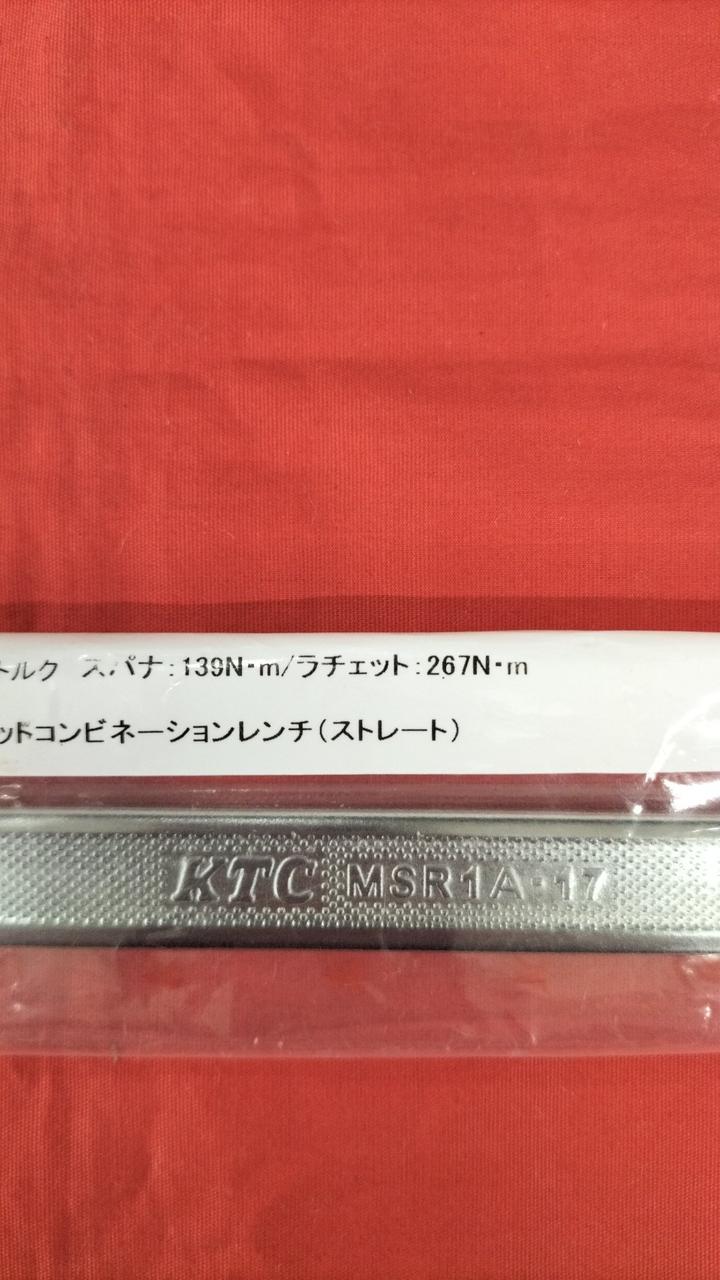 トルク スパナ:139N・m/ラチェット:267N・m
ッドコンビネーションレンチ(ストレート)
KTC MSR1A-17